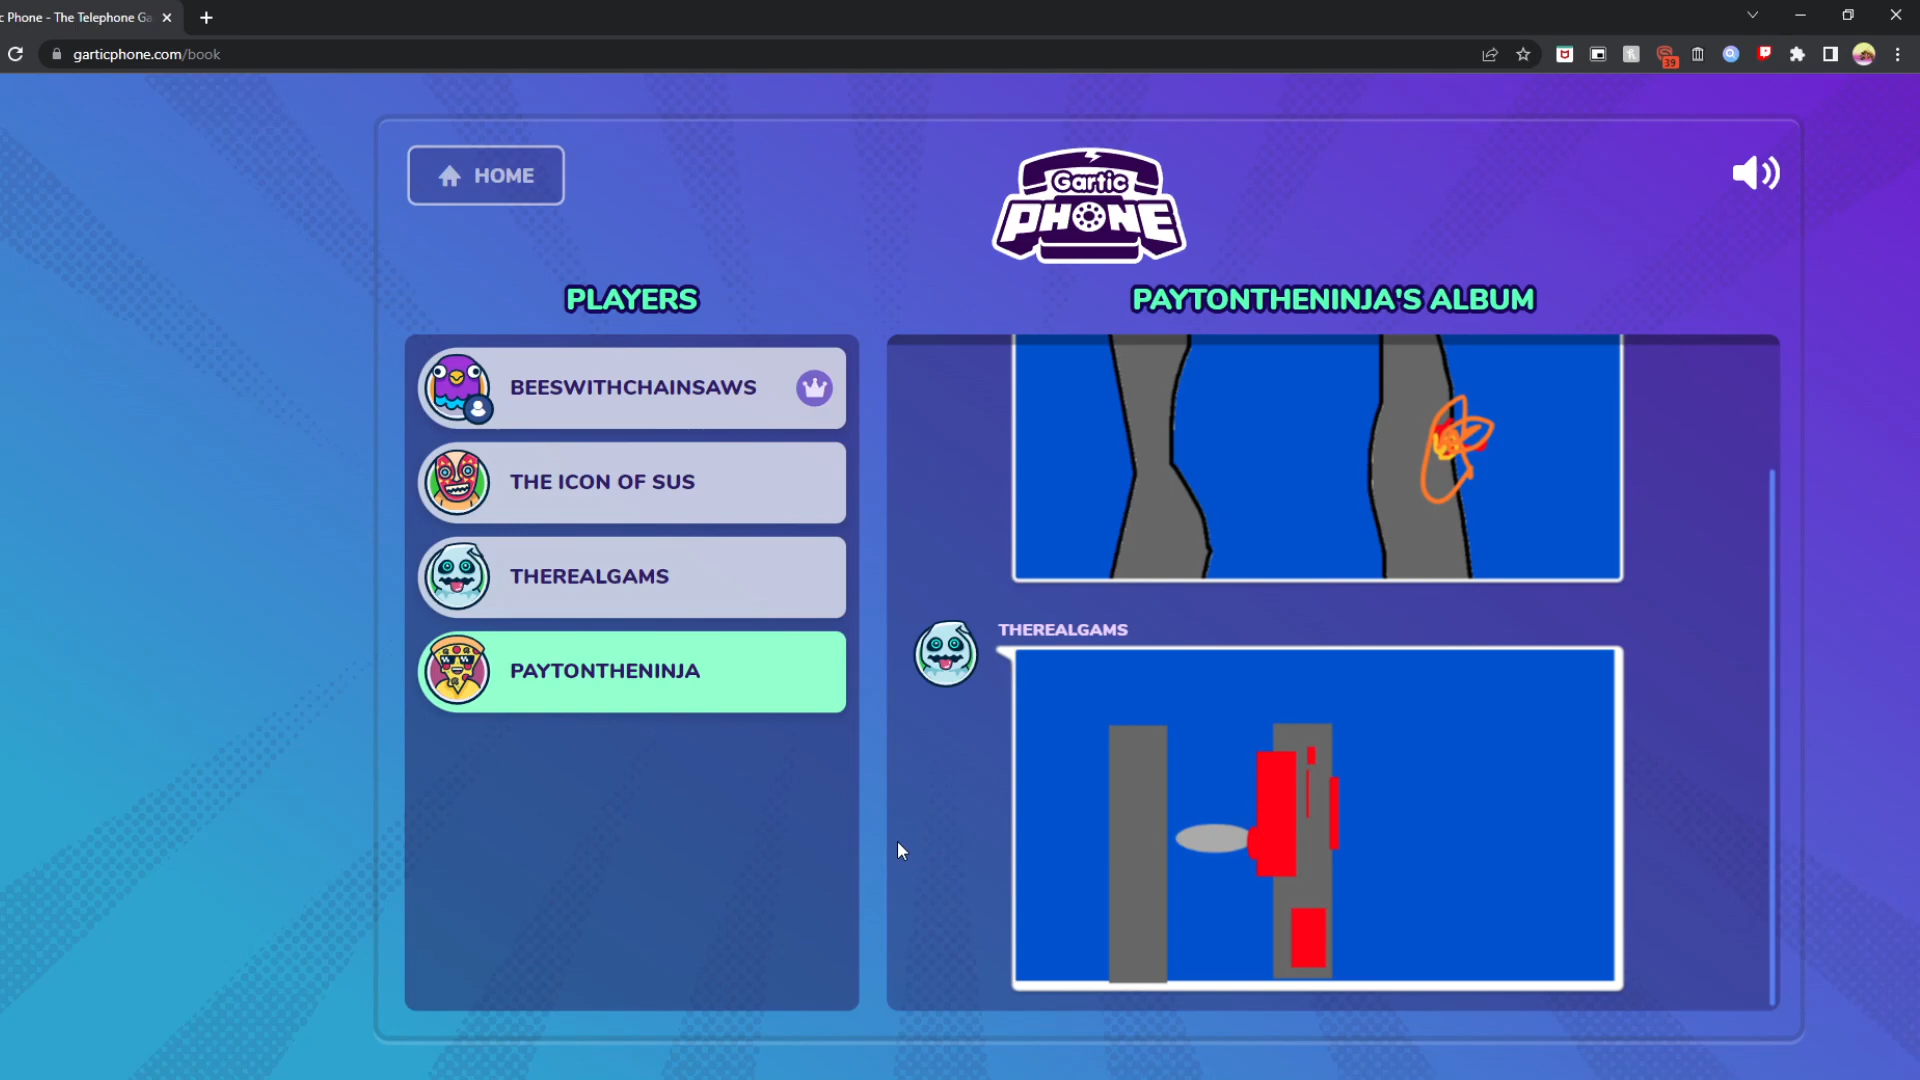 c Phone - The Telephone Ga
garticphone.com/book
39
HOME
Gartic
PHONE
PLAYERS
PAYTONTHENINJA'S ALBUM
BEESWITHCHAINSAWS
THE ICON OF SUS
THEREALGAMS
PAYTONTHENINJA
THEREALGAMS